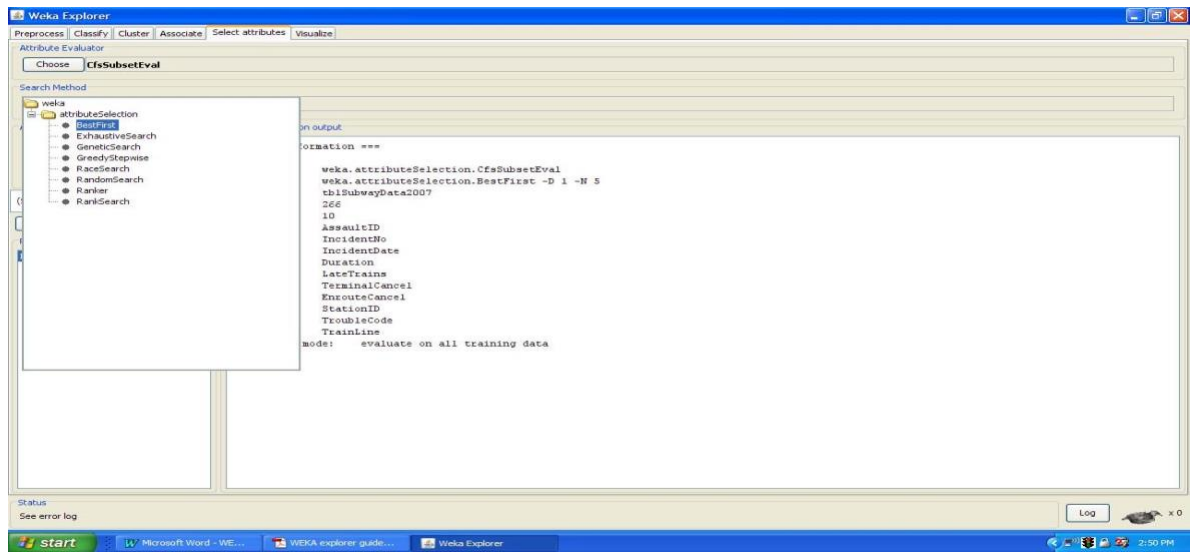 Weka Explorer
Preprocess Classify Cluster Associate Select attributes Visualize
Attribute Evaluator
Choose CfsSubsetEval
Search Method
weka
attributeSelection
BestFirst
ExhaustiveSearch
GeneticSearch
GreedyStepwise
RaceSearch
RandomSearch
Ranker
RankSearch
on output
ormation ===
weka.attributeSelection.CfsSubsetEval
weka.attributeSelection.BestFirst -D 1 -N 5
tblSubwayData2007
266
10
AssaultID
IncidentNo
IncidentDate
Duration
LateTrains
TerminalCancel
EnrouteCancel
StationID
TroubleCode
TrainLine
mode: evaluate on all training data
Status
See error log
Log x 0
start Microsoft Word - WE... WEKA explorer guide... Weka Explorer 2:50 PM